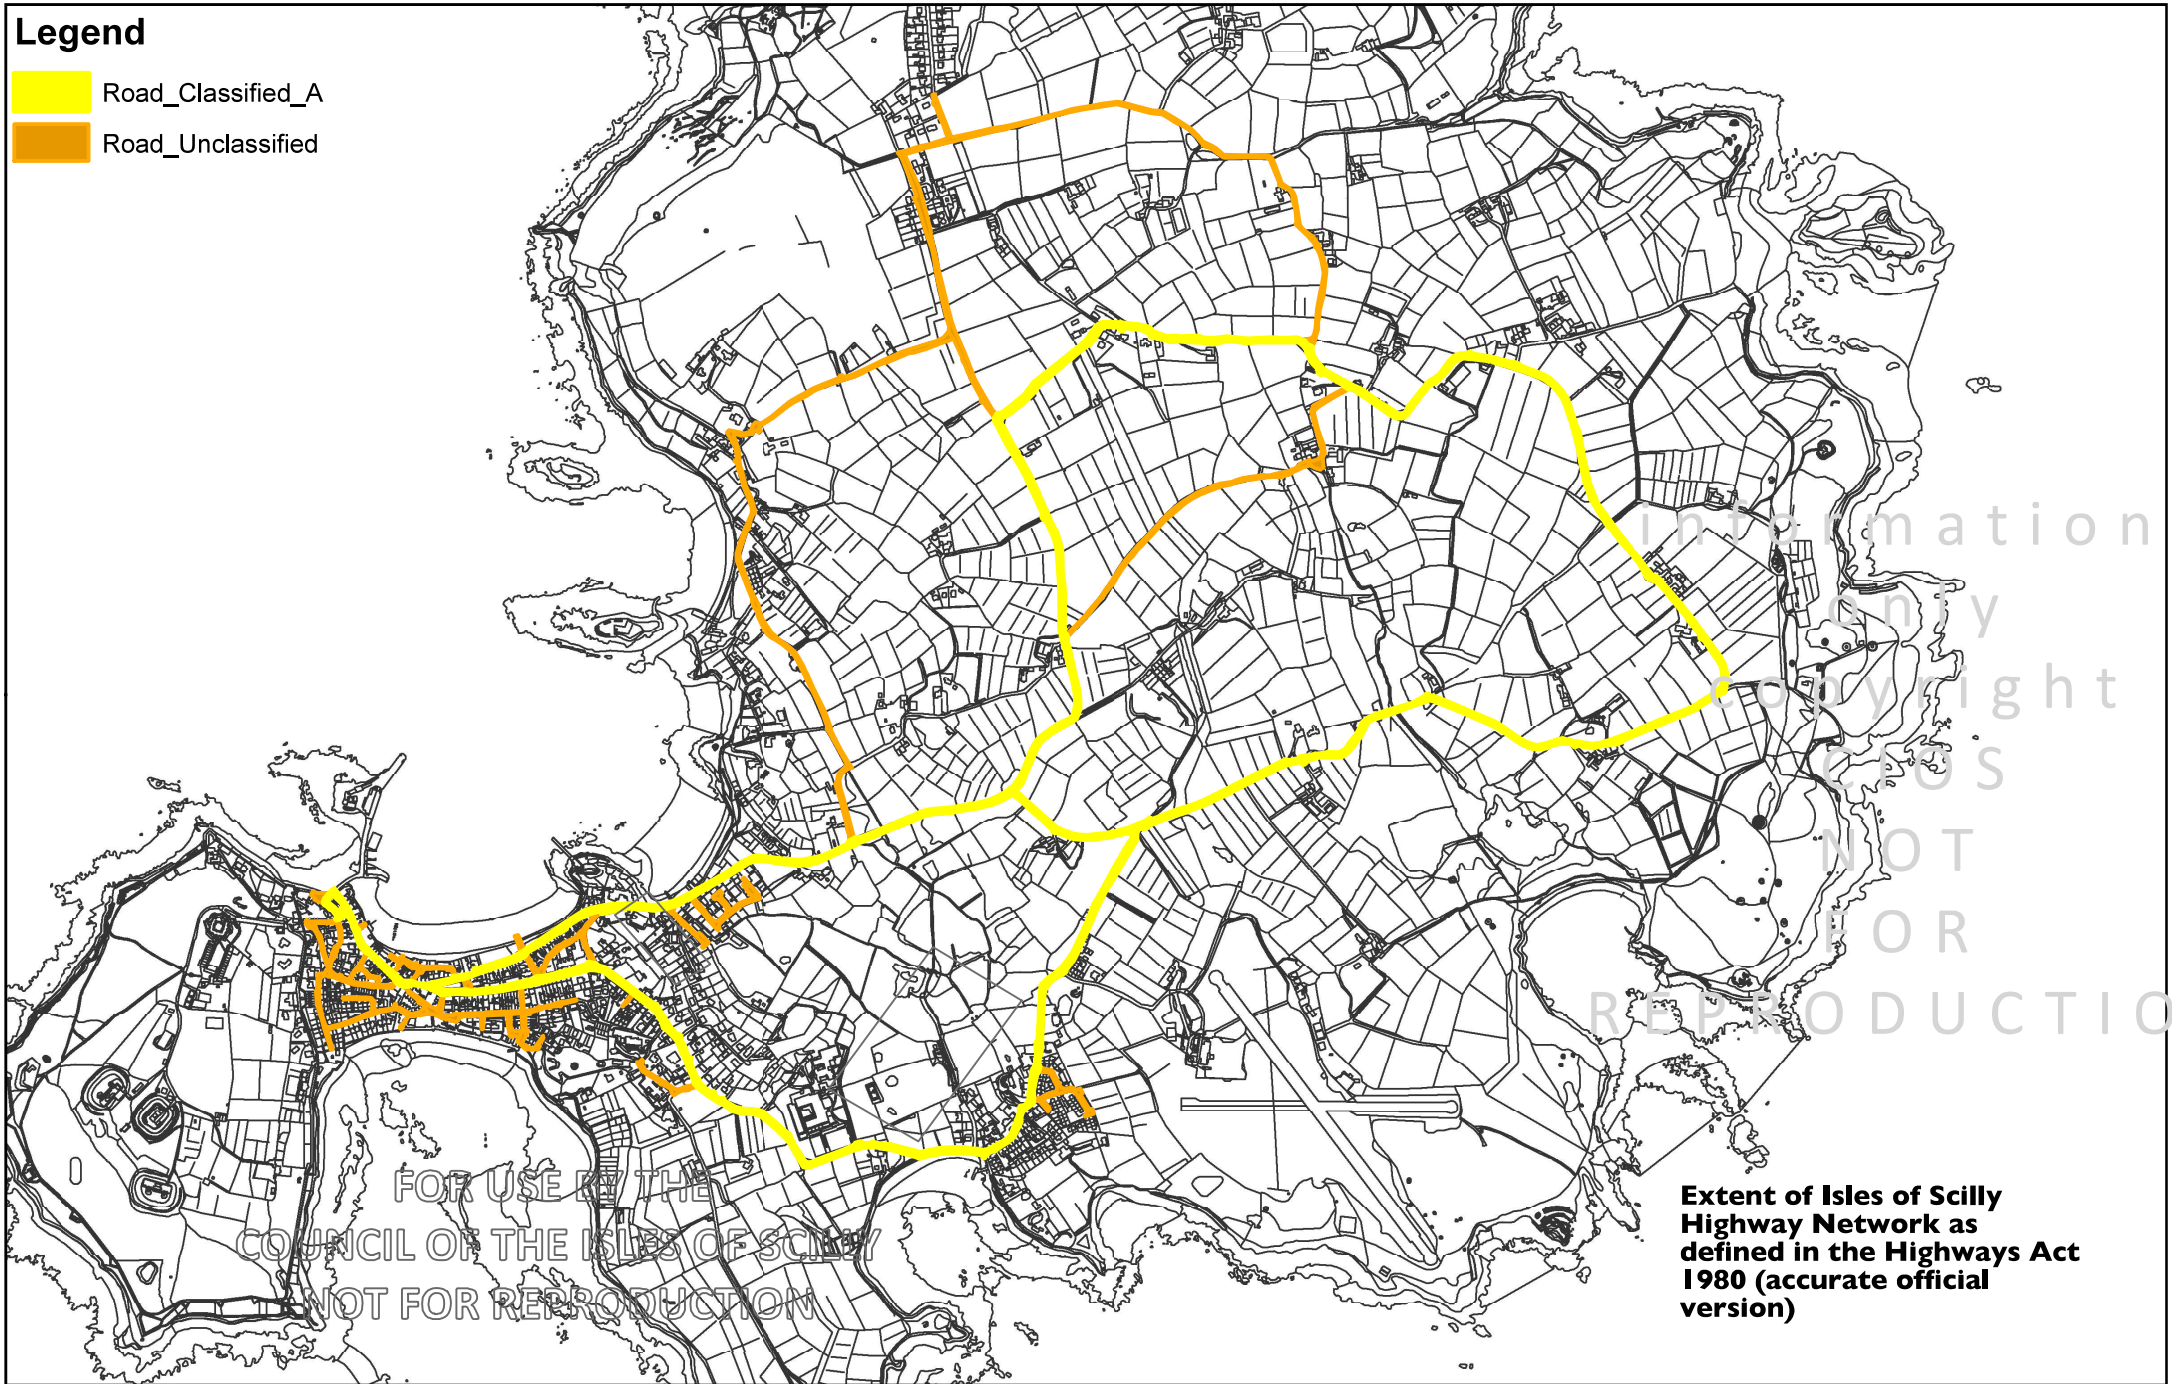 Legend
Road_Classified_A
Road_Unclassified
information
only
copyright
CIOS
NOT
FOR
REPRODUCTIO
FOR USE BY THE
COUNCIL OF THE ISLES OF SCILLY
NOT FOR REPRODUCTION
Extent of Isles of Scilly
Highway Network as
defined in the Highways Act
1980 (accurate official
version)